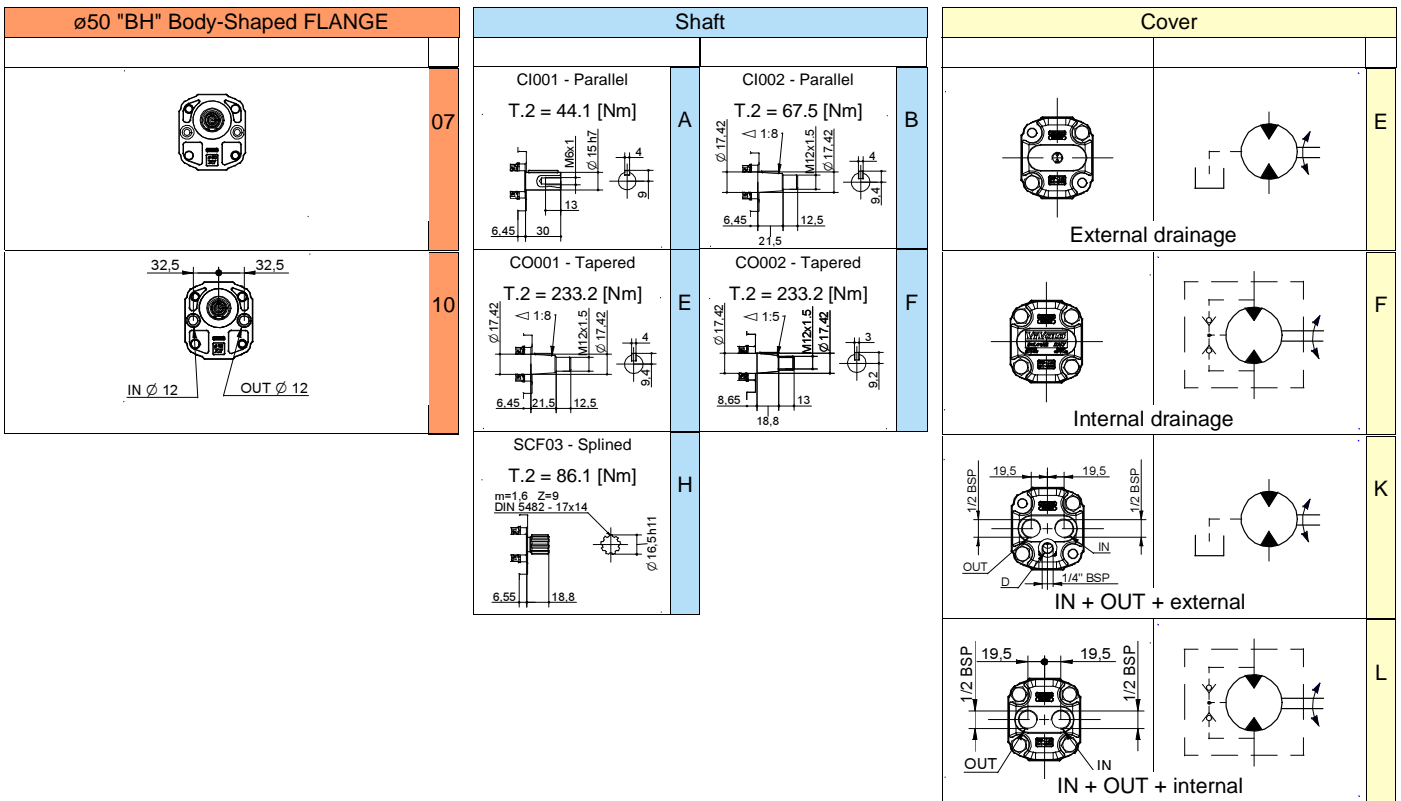 ø50 "BH" Body-Shaped FLANGE
07
32,5 32,5
10
IN Ø 12 OUT Ø 12
Shaft
CI001 - Parallel
T.2 = 44.1 [Nm]
A
M6x1
Ø 15 h7
4
9
13
6,45 30
CI002 - Parallel
T.2 = 67.5 [Nm]
B
Ø 17,42
1:8
M12x1.5
Ø 17,42
4
9,4
6,45 12,5
21,5
CO001 - Tapered
T.2 = 233.2 [Nm]
E
Ø 17,42
1:8
M12x1.5
Ø 17,42
4
9,4
6,45 21,5 12,5
CO002 - Tapered
T.2 = 233.2 [Nm]
F
Ø 17,42
1:5
M12x1.5
Ø 17,42
3
9,2
8,65 13
18,8
SCF03 - Splined
T.2 = 86.1 [Nm]
H
m=1,6 Z=9
DIN 5482 - 17x14
Ø 16,5 h11
6,55 18,8
Cover
E
External drainage
F
Internal drainage
19,5 19,5
1/2 BSP
1/2 BSP
K
OUT
IN
D
1/4" BSP
IN + OUT + external
19,5 19,5
1/2 BSP
1/2 BSP
L
OUT
IN
IN + OUT + internal